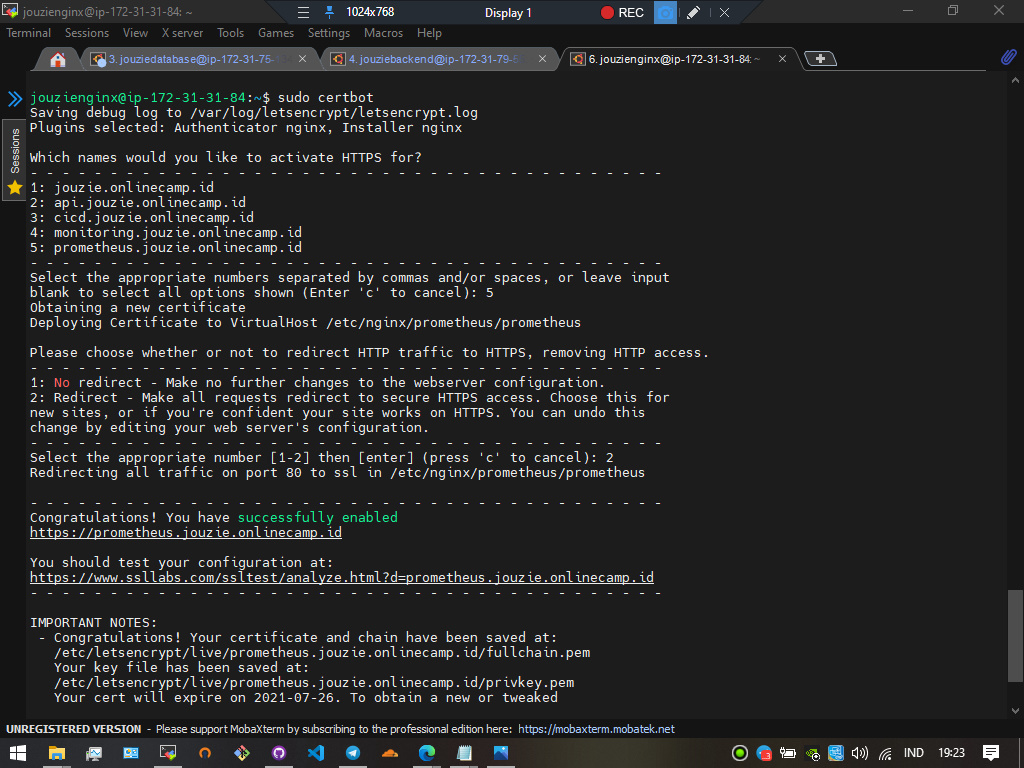 jouzienginx@ip-172-31-31-84: ~
1024x768
Display 1
REC
Terminal Sessions View X server Tools Games Settings Macros Help
3. jouziedatabase@ip-172-31-75-
4. jouziebackend@ip-172-31-79-8
6. jouzienginx@ip-172-31-31-84: ~
Sessions
jouzienginx@ip-172-31-31-84:~$ sudo certbot
Saving debug log to /var/log/letsencrypt/letsencrypt.log
Plugins selected: Authenticator nginx, Installer nginx
Which names would you like to activate HTTPS for?
- - - - - - - - - - - - - - - - - - - - - - - - - - - - - - - - - - - - - - - -
1: jouzie.onlinecamp.id
2: api.jouzie.onlinecamp.id
3: cicd.jouzie.onlinecamp.id
4: monitoring.jouzie.onlinecamp.id
5: prometheus.jouzie.onlinecamp.id
- - - - - - - - - - - - - - - - - - - - - - - - - - - - - - - - - - - - - - - -
Select the appropriate numbers separated by commas and/or spaces, or leave input
blank to select all options shown (Enter 'c' to cancel): 5
Obtaining a new certificate
Deploying Certificate to VirtualHost /etc/nginx/prometheus/prometheus
Please choose whether or not to redirect HTTP traffic to HTTPS, removing HTTP access.
- - - - - - - - - - - - - - - - - - - - - - - - - - - - - - - - - - - - - - - -
1: No redirect - Make no further changes to the webserver configuration.
2: Redirect - Make all requests redirect to secure HTTPS access. Choose this for
new sites, or if you're confident your site works on HTTPS. You can undo this
change by editing your web server's configuration.
- - - - - - - - - - - - - - - - - - - - - - - - - - - - - - - - - - - - - - - -
Select the appropriate number [1-2] then [enter] (press 'c' to cancel): 2
Redirecting all traffic on port 80 to ssl in /etc/nginx/prometheus/prometheus
- - - - - - - - - - - - - - - - - - - - - - - - - - - - - - - - - - - - - - - -
Congratulations! You have successfully enabled
https://prometheus.jouzie.onlinecamp.id
You should test your configuration at:
https://www.ssllabs.com/ssltest/analyze.html?d=prometheus.jouzie.onlinecamp.id
- - - - - - - - - - - - - - - - - - - - - - - - - - - - - - - - - - - - - - - -
IMPORTANT NOTES:
- Congratulations! Your certificate and chain have been saved at:
/etc/letsencrypt/live/prometheus.jouzie.onlinecamp.id/fullchain.pem
Your key file has been saved at:
/etc/letsencrypt/live/prometheus.jouzie.onlinecamp.id/privkey.pem
Your cert will expire on 2021-07-26. To obtain a new or tweaked
UNREGISTERED VERSION - Please support MobaXterm by subscribing to the professional edition here: https://mobaxterm.mobatek.net
IND 19:23